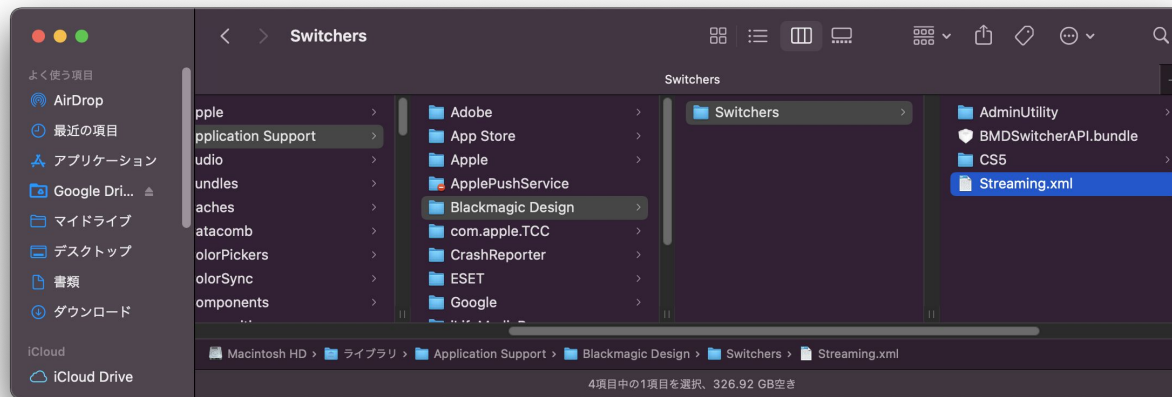 Switchers
Switchers
よく使う項目
AirDrop
最近の項目
アプリケーション
Google Dri...
マイドライブ
デスクトップ
書類
ダウンロード
iCloud
iCloud Drive
pple
pplication Support
udio
undles
aches
atacomb
olorPickers
olorSync
omponents
Adobe
App Store
Apple
ApplePushService
Blackmagic Design
com.apple.TCC
CrashReporter
ESET
Google
Switchers
AdminUtility
BMDSwitcherAPI.bundle
CS5
Streaming.xml
Macintosh HD › ライブラリ › Application Support › Blackmagic Design › Switchers › Streaming.xml
4項目中の1項目を選択、326.92 GB空き